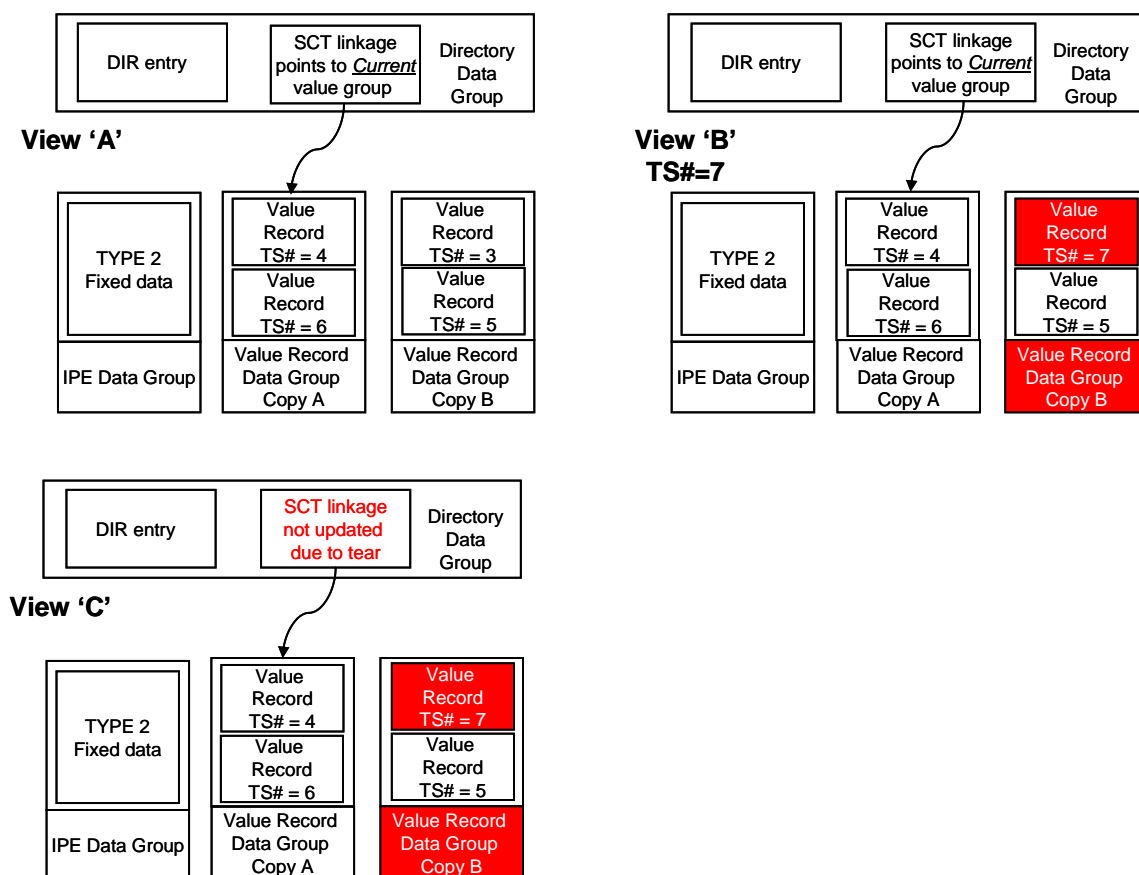 DIR entry
SCT linkage
points to Current
value group
Directory
Data
Group
View ‘A’
TYPE 2
Fixed data
IPE Data Group
Value
Record
TS# = 4
Value
Record
TS# = 6
Value Record
Data Group
Copy A
Value
Record
TS# = 3
Value
Record
TS# = 5
Value Record
Data Group
Copy B
DIR entry
SCT linkage
points to Current
value group
Directory
Data
Group
View ‘B’
TS#=7
TYPE 2
Fixed data
IPE Data Group
Value
Record
TS# = 4
Value
Record
TS# = 6
Value Record
Data Group
Copy A
Value
Record
TS# = 7
Value
Record
TS# = 5
Value Record
Data Group
Copy B
DIR entry
SCT linkage
not updated
due to tear
Directory
Data
Group
View ‘C’
TYPE 2
Fixed data
IPE Data Group
Value
Record
TS# = 4
Value
Record
TS# = 6
Value Record
Data Group
Copy A
Value
Record
TS# = 7
Value
Record
TS# = 5
Value Record
Data Group
Copy B